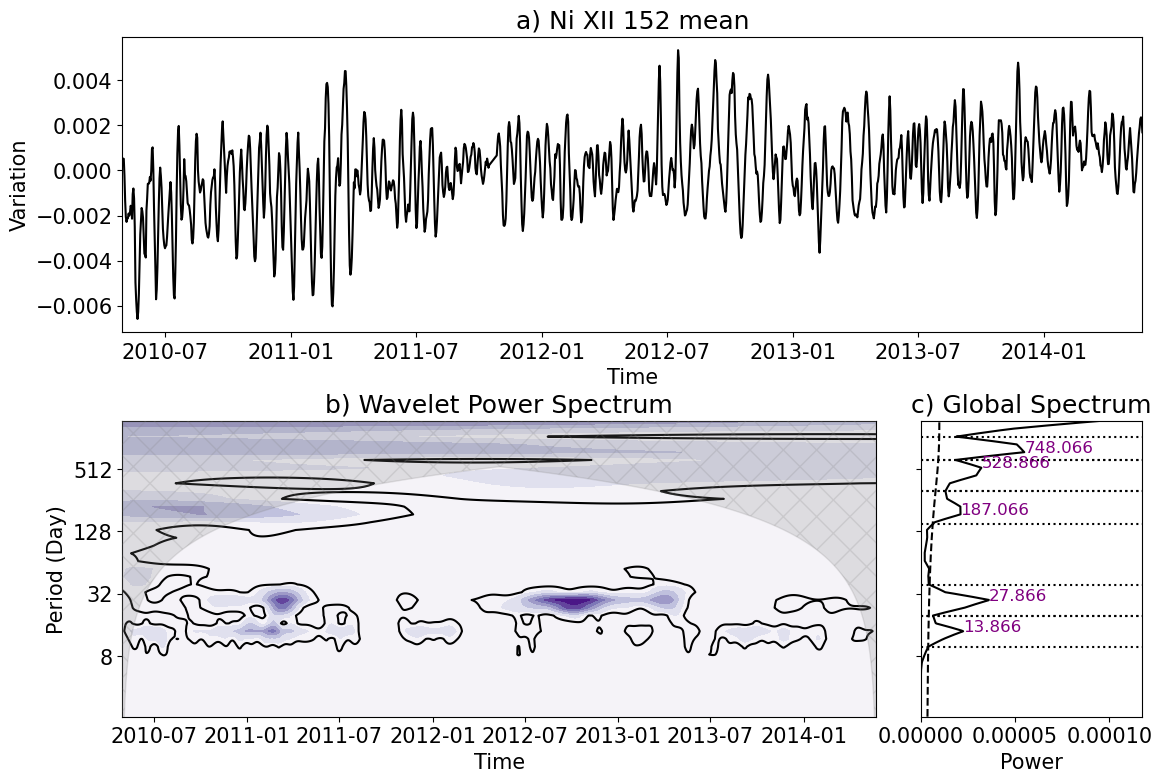 a) Ni XII 152 mean
Variation
0.004
0.002
0.000
−0.002
−0.004
−0.006
2010-07 2011-01 2011-07 2012-01 2012-07 2013-01 2013-07 2014-01
Time
b) Wavelet Power Spectrum
Period (Day)
512
128
32
8
2010-07 2011-01 2011-07 2012-01 2012-07 2013-01 2013-07 2014-01
Time
c) Global Spectrum
748.066
528.866
187.066
27.866
13.866
0.00000 0.00005 0.00010
Power